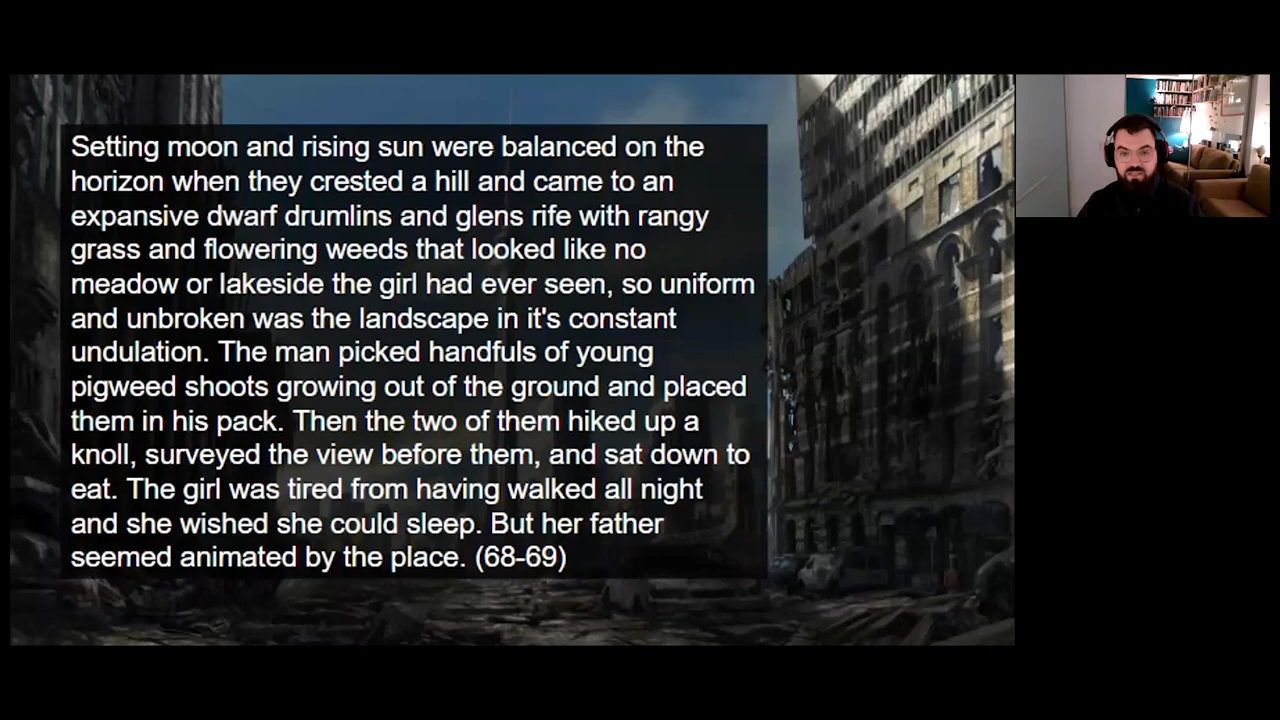 Setting moon and rising sun were balanced on the
horizon when they crested a hill and came to an
expansive dwarf drumlins and glens rife with rangy
grass and flowering weeds that looked like no
meadow or lakeside the girl had ever seen, so uniform
and unbroken was the landscape in it's constant
undulation. The man picked handfuls of young
pigweed shoots growing out of the ground and placed
them in his pack. Then the two of them hiked up a
knoll, surveyed the view before them, and sat down to
eat. The girl was tired from having walked all night
and she wished she could sleep. But her father
seemed animated by the place. (68-69)